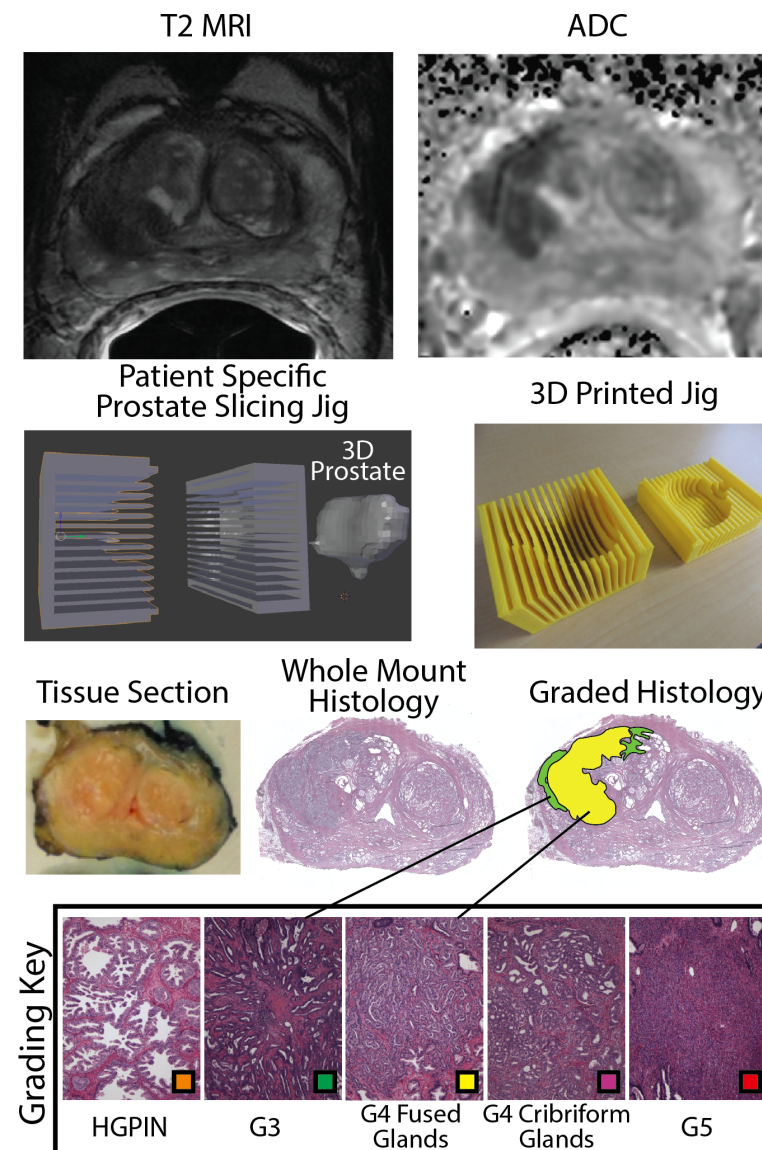 T2 MRI
ADC
Patient Specific
Prostate Slicing Jig
3D Printed Jig
3D
Prostate
Tissue Section
Whole Mount
Histology
Graded Histology
Grading Key
HGPIN
G3
G4 Fused
Glands
G4 Cribriform
Glands
G5